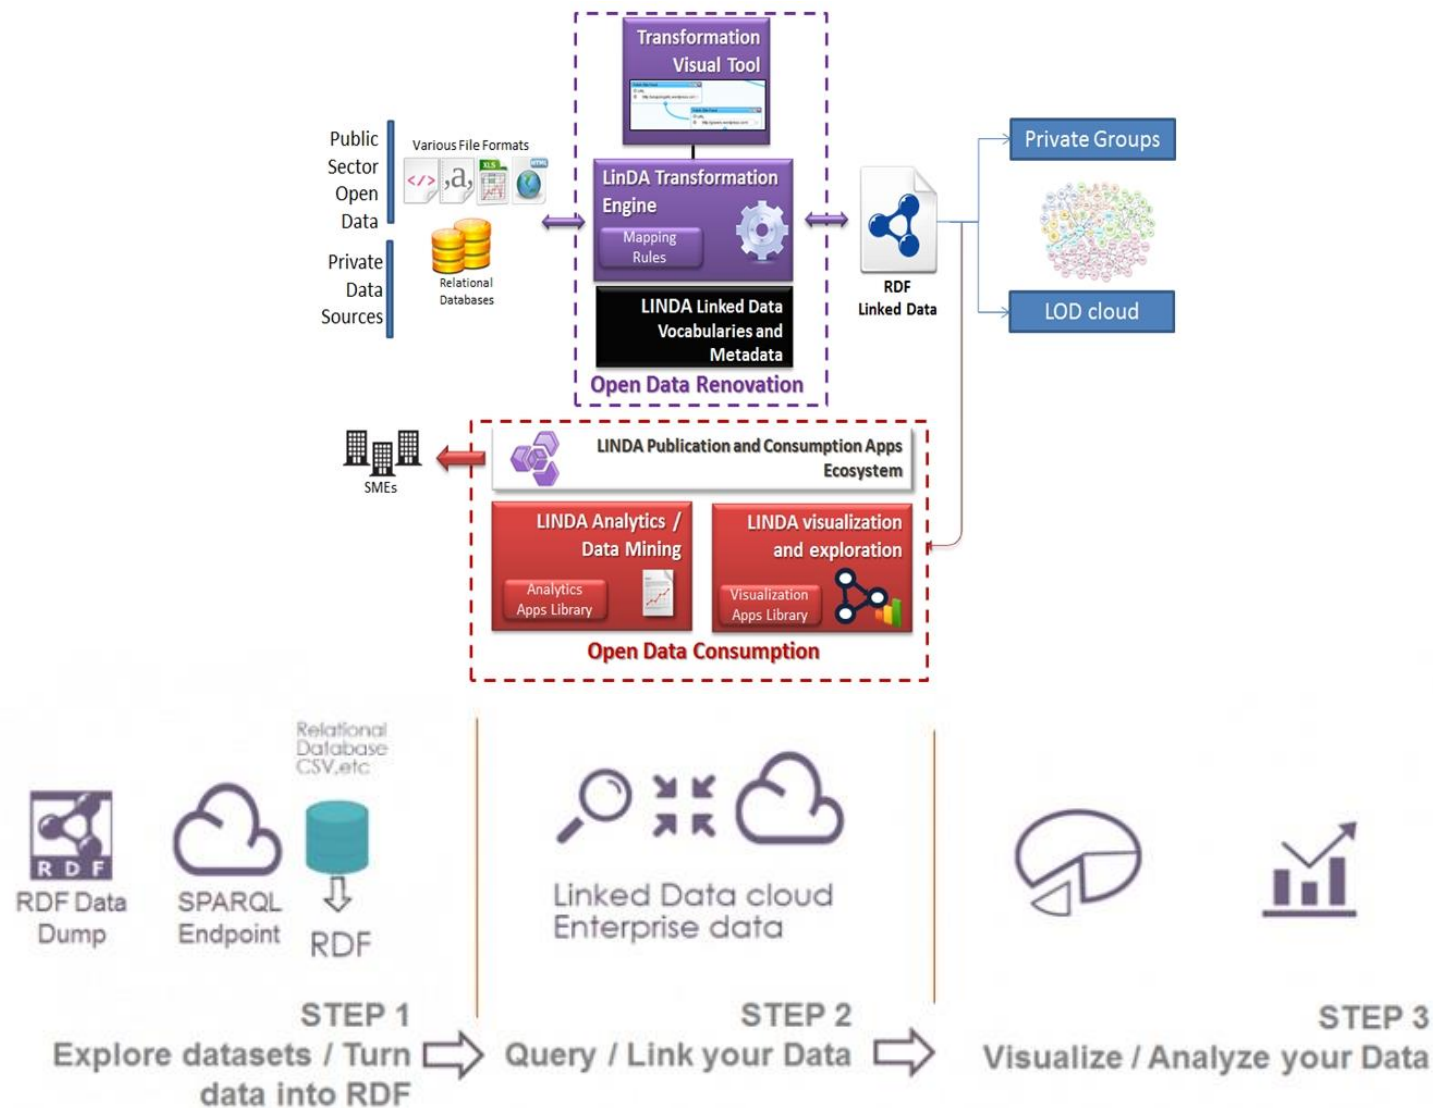 Transformation
Visual Tool
Public
Sector
Open
Data
Various File Formats
</>
,a,
XLS
HTML
Private
Data
Sources
Relational
Databases
LinDA Transformation
Engine
Mapping
Rules
LINDA Linked Data
Vocabularies and
Metadata
Open Data Renovation
RDF
Linked Data
Private Groups
LOD cloud
SMEs
LINDA Publication and Consumption Apps
Ecosystem
LINDA Analytics /
Data Mining
Analytics
Apps Library
LINDA visualization
and exploration
Visualization
Apps Library
Open Data Consumption
RDF
RDF Data
Dump
SPARQL
Endpoint
Relational
Database
CSV,etc
RDF
STEP 1
Explore datasets / Turn
data into RDF
Linked Data cloud
Enterprise data
STEP 2
Query / Link your Data
STEP 3
Visualize / Analyze your Data